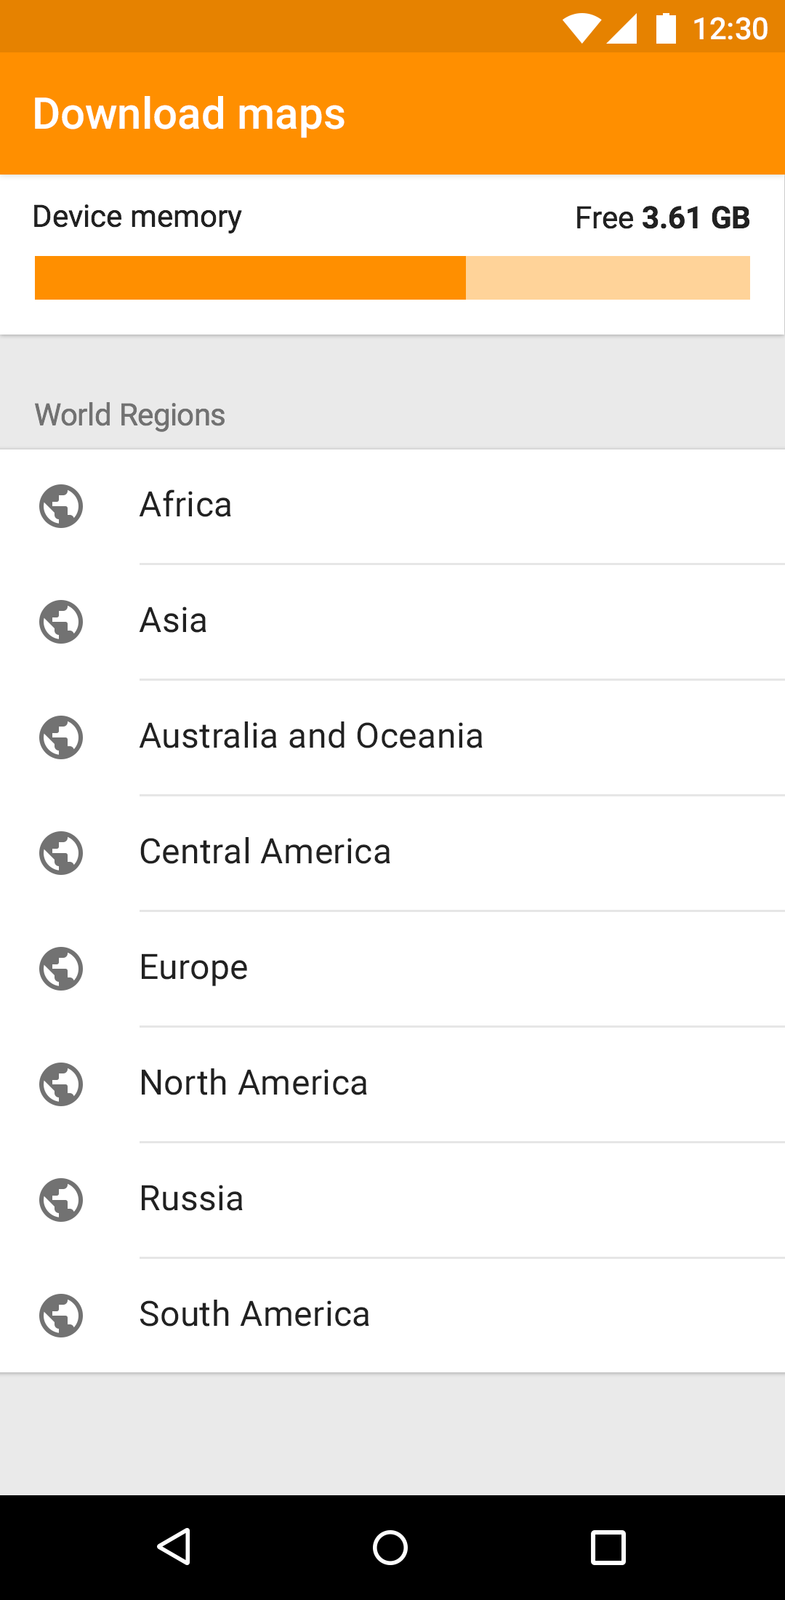 12:30
Download maps
Device memory Free 3.61 GB
World Regions
Africa
Asia
Australia and Oceania
Central America
Europe
North America
Russia
South America